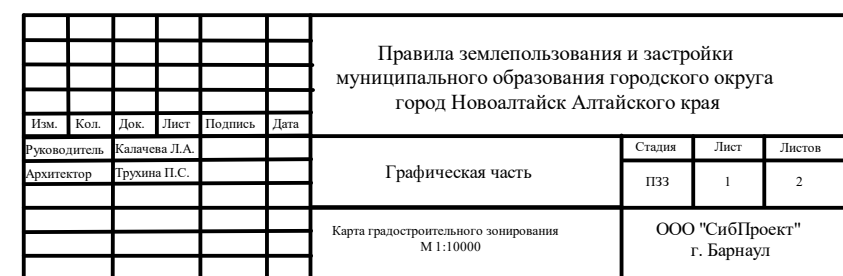 Правила землепользования и застройки
муниципального образования городского округа
город Новоалтайск Алтайского края
Изм. Кол. Док. Лист Подпись Дата
Руководитель Калачева Л.А.
Стадия Лист Листов
Архитектор Трухина П.С.
Графическая часть
ПЗЗ 1 2
Карта градостроительного зонирования
М 1:10000
ООО "СибПроект"
г. Барнаул